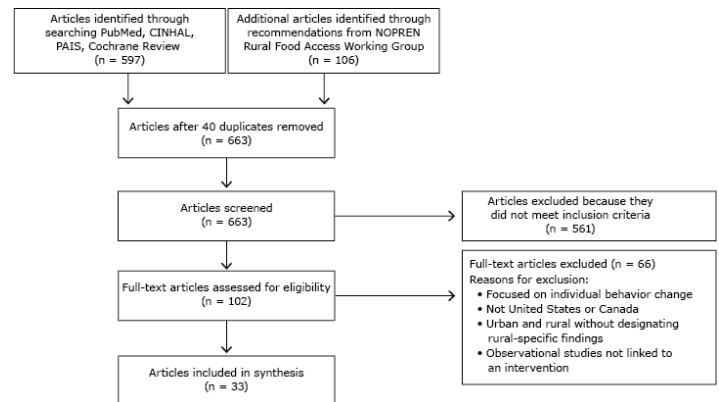 Articles identified through
searching PubMed, CINHAL,
PAIS, Cochrane Review
(n = 597)
Additional articles identified through
recommendations from NOPREN
Rural Food Access Working Group
(n = 106)
Articles after 40 duplicates removed
(n = 663)
Articles screened
(n = 663)
Articles excluded because they
did not meet inclusion criteria
(n = 561)
Full-text articles assessed for eligibility
(n = 102)
Full-text articles excluded (n = 66)
Reasons for exclusion:
• Focused on individual behavior change
• Not United States or Canada
• Urban and rural without designating
rural-specific findings
• Observational studies not linked to
an intervention
Articles included in synthesis
(n = 33)